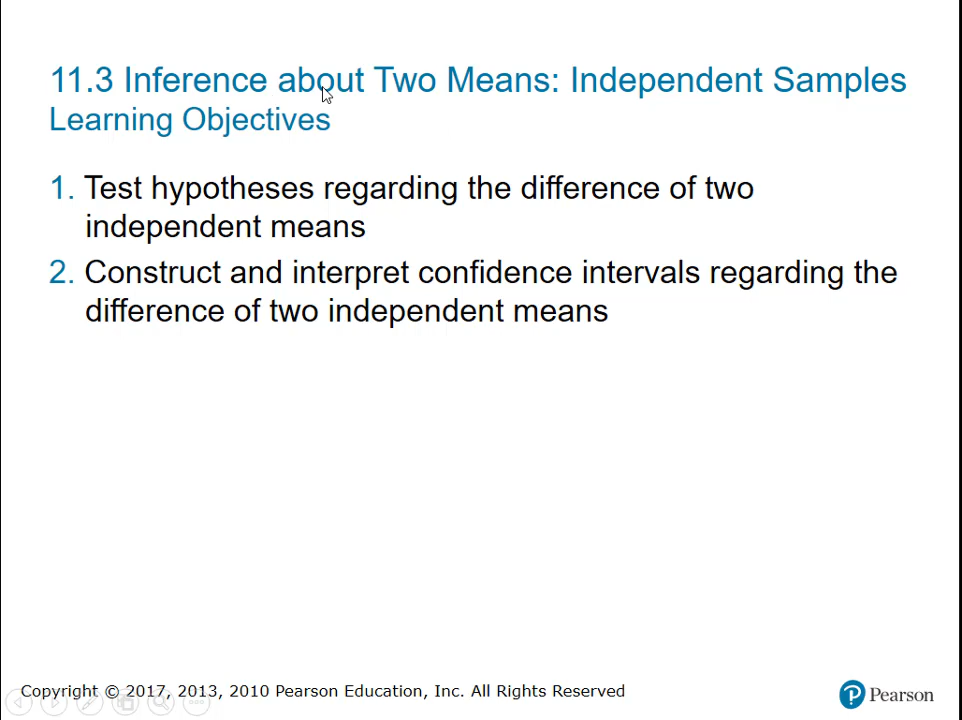 11.3 Inference about Two Means: Independent Samples
Learning Objectives
1. Test hypotheses regarding the difference of two
independent means
2. Construct and interpret confidence intervals regarding the
difference of two independent means
Copyright © 2017, 2013, 2010 Pearson Education, Inc. All Rights Reserved
Pearson